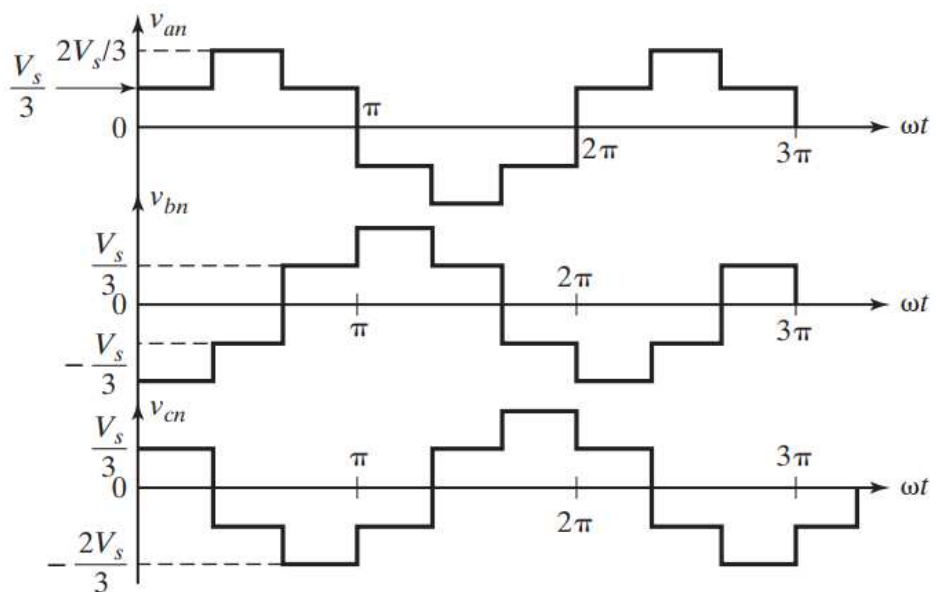 v_an
2V_s/3
V_s/3
0
π
2π
3π
ωt
v_bn
V_s/3
0
-V_s/3
π
2π
3π
ωt
v_cn
V_s/3
0
-2V_s/3
π
2π
3π
ωt